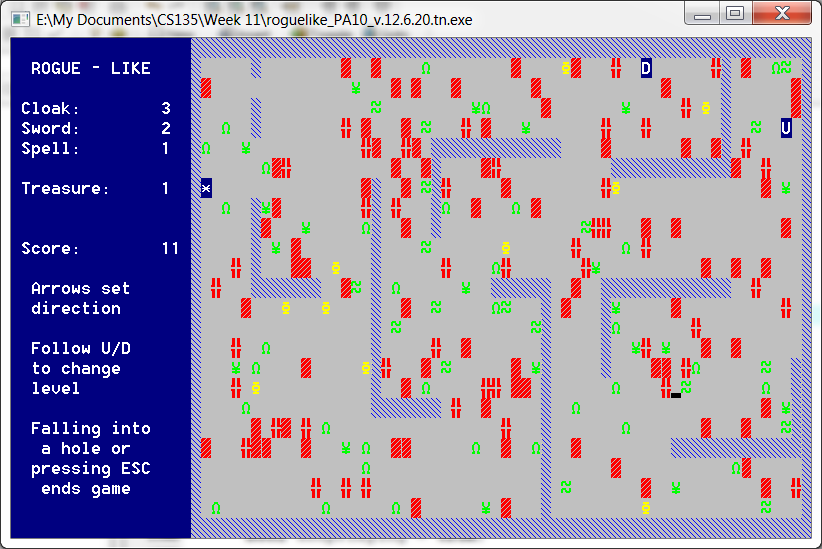 E:\My Documents\CS135\Week 11\roguelike_PA10_v.12.6.20.tn.exe
ROGUE - LIKE
Cloak: 3
Sword: 2
Spell: 1
Treasure: 1
Score: 11
Arrows set
direction
Follow U/D
to change
level
Falling into
a hole or
pressing ESC
ends game
D
U
*